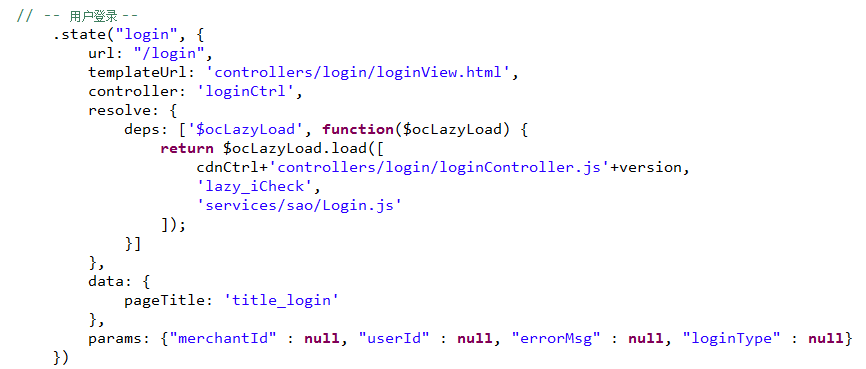 // -- 用户登录 --
.state("login", {
url: "/login",
templateUrl: 'controllers/login/loginView.html',
controller: 'loginCtrl',
resolve: {
deps: ['$ocLazyLoad', function($ocLazyLoad) {
return $ocLazyLoad.load([
cdnCtrl+'controllers/login/loginController.js'+version,
'lazy_iCheck',
'services/sao/Login.js'
]);
}]
},
data: {
pageTitle: 'title_login'
},
params: {"merchantId" : null, "userId" : null, "errorMsg" : null, "loginType" : null}
})